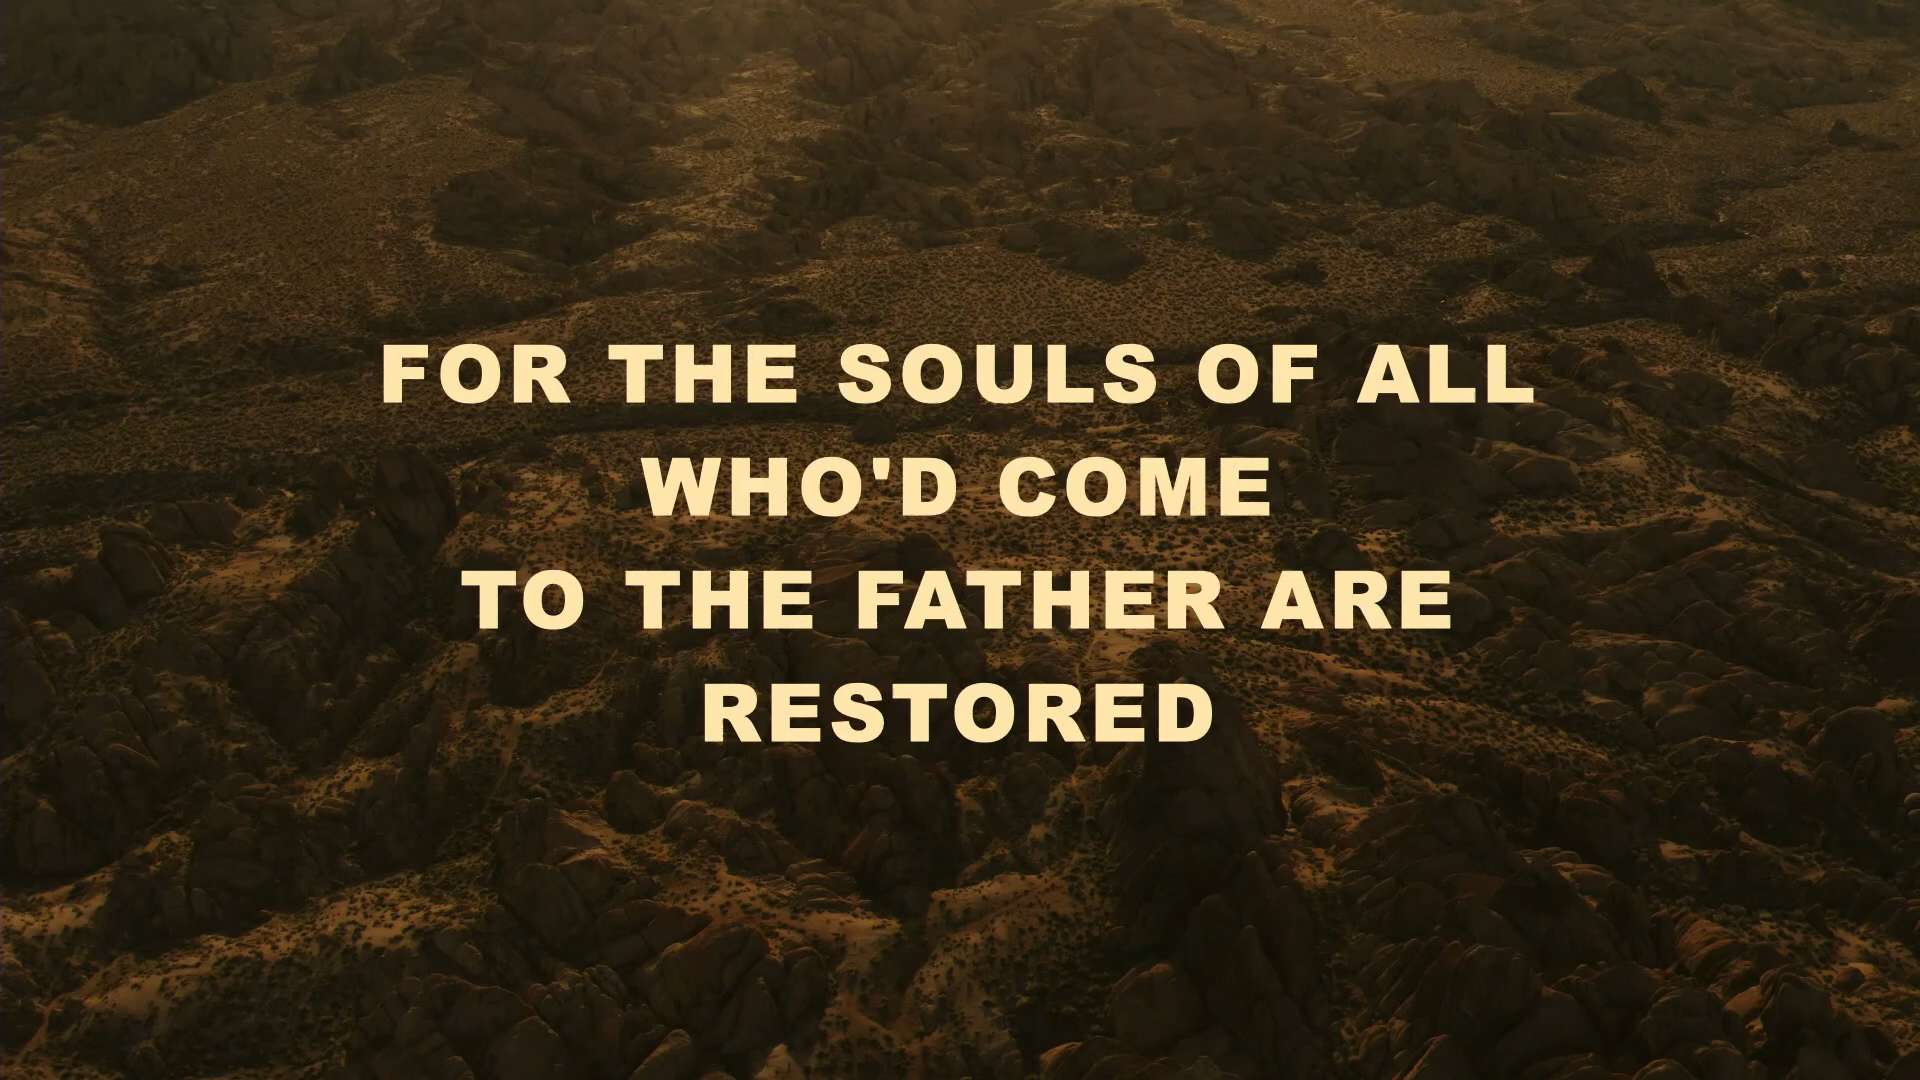 FOR THE SOULS OF ALL
WHO'D COME
TO THE FATHER ARE
RESTORED